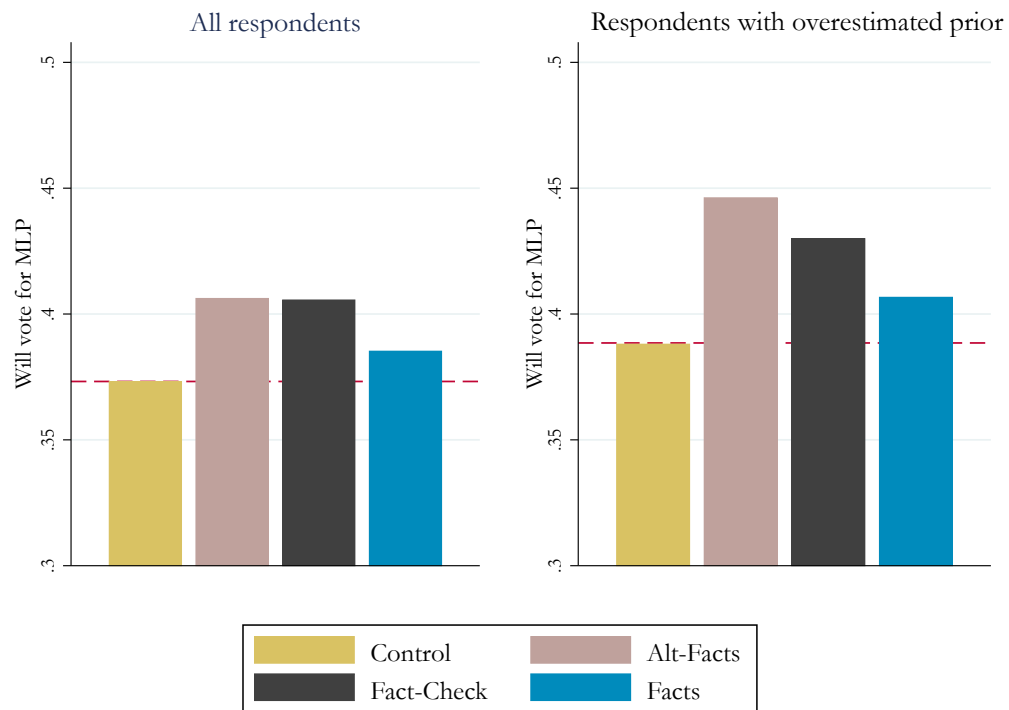 All respondents
Will vote for MLP
.5
.45
.4
.35
.3
Respondents with overestimated prior
Will vote for MLP
.5
.45
.4
.35
.3
Control
Alt-Facts
Fact-Check
Facts